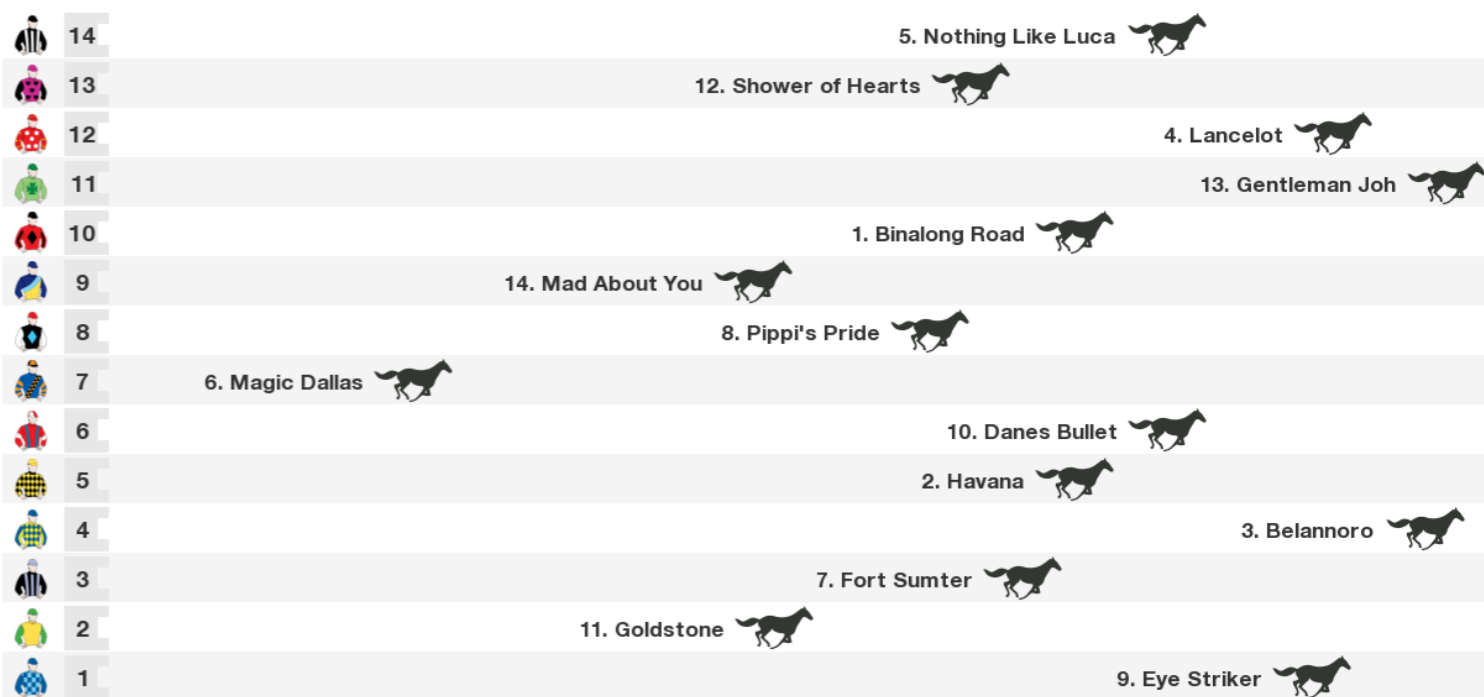 14 5. Nothing Like Luca
13 12. Shower of Hearts
12 4. Lancelot
11 13. Gentleman Joh
10 1. Binalong Road
9 14. Mad About You
8 8. Pippi's Pride
7 6. Magic Dallas
6 10. Danes Bullet
5 2. Havana
4 3. Belannoro
3 7. Fort Sumter
2 11. Goldstone
1 9. Eye Striker